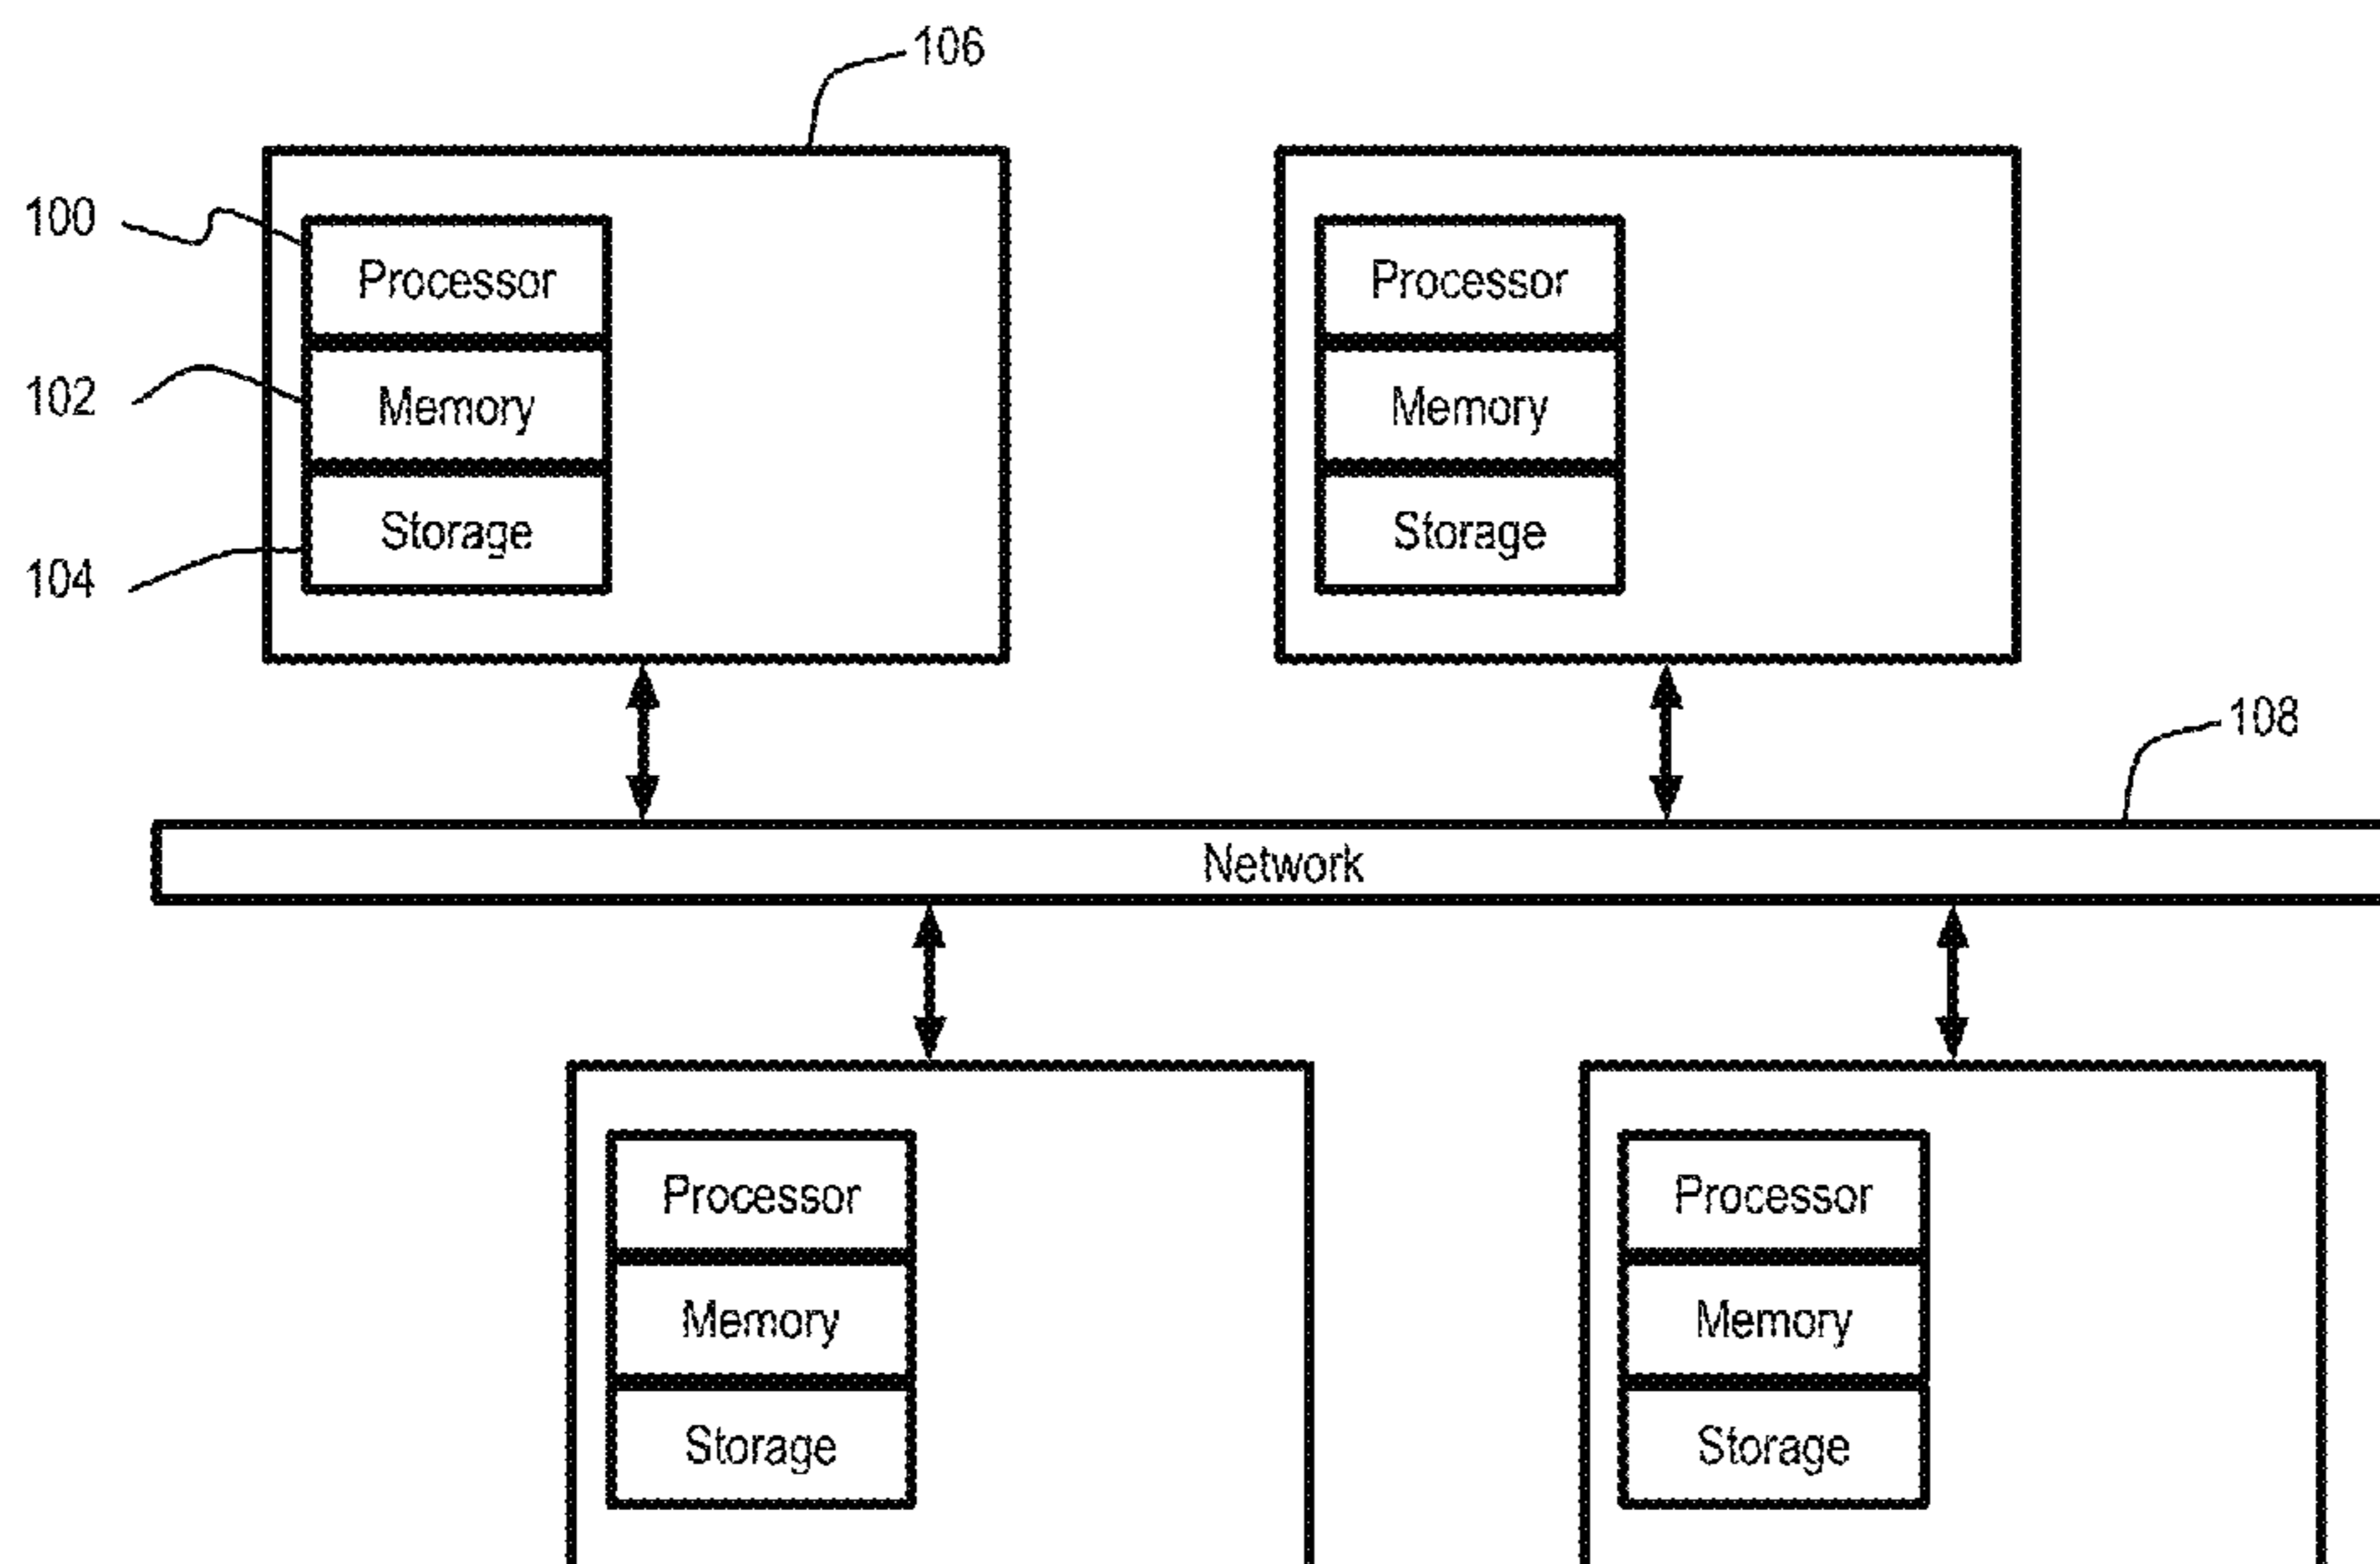 106
100
Processor
Processor
102
Memory
Memory
Storage
Storage
104
108
Network
Processor
Processor
Memory
Memory
Storage
Storage